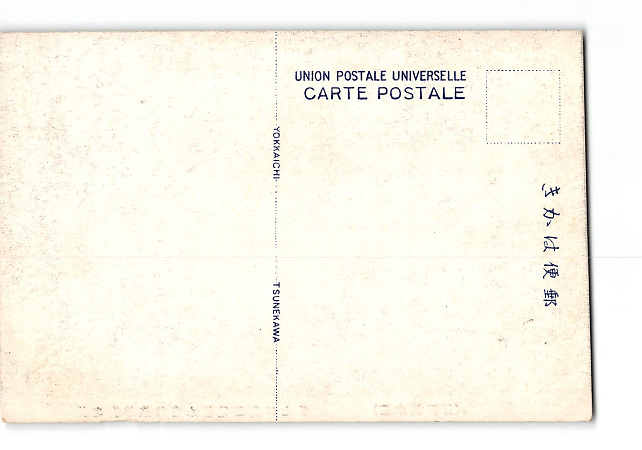 UNION POSTALE UNIVERSELLE
CARTE POSTALE
YOKKAICHI
TSUNEKAWA
きかは便郵